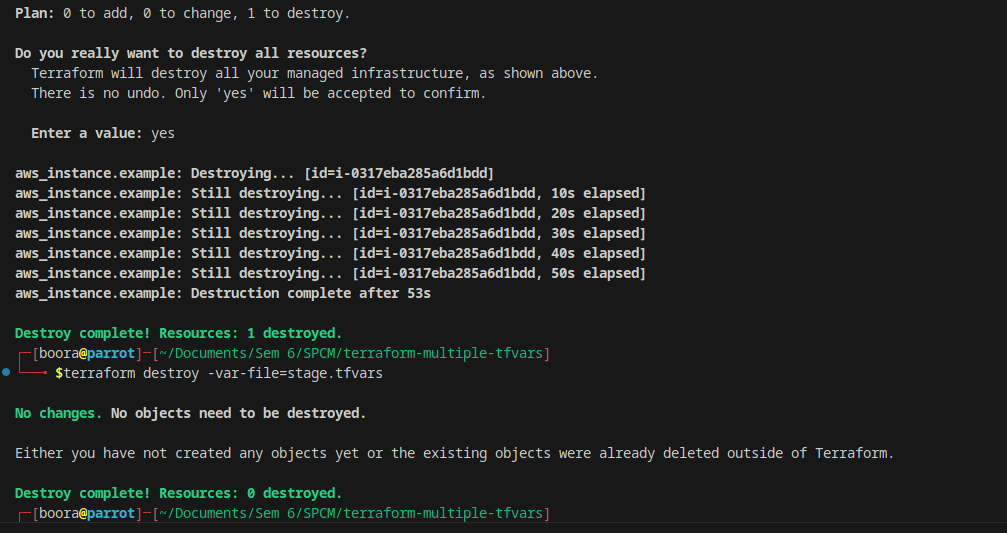 Plan: 0 to add, 0 to change, 1 to destroy.
Do you really want to destroy all resources?
Terraform will destroy all your managed infrastructure, as shown above.
There is no undo. Only 'yes' will be accepted to confirm.
Enter a value: yes
aws_instance.example: Destroying... [id=i-0317eba285a6d1bdd]
aws_instance.example: Still destroying... [id=i-0317eba285a6d1bdd, 10s elapsed]
aws_instance.example: Still destroying... [id=i-0317eba285a6d1bdd, 20s elapsed]
aws_instance.example: Still destroying... [id=i-0317eba285a6d1bdd, 30s elapsed]
aws_instance.example: Still destroying... [id=i-0317eba285a6d1bdd, 40s elapsed]
aws_instance.example: Still destroying... [id=i-0317eba285a6d1bdd, 50s elapsed]
aws_instance.example: Destruction complete after 53s
Destroy complete! Resources: 1 destroyed.
┌─[boora@parrot]─[~/Documents/Sem 6/SPCM/terraform-multiple-tfvars]
└──╼ $terraform destroy -var-file=stage.tfvars
No changes. No objects need to be destroyed.
Either you have not created any objects yet or the existing objects were already deleted outside of Terraform.
Destroy complete! Resources: 0 destroyed.
┌─[boora@parrot]─[~/Documents/Sem 6/SPCM/terraform-multiple-tfvars]